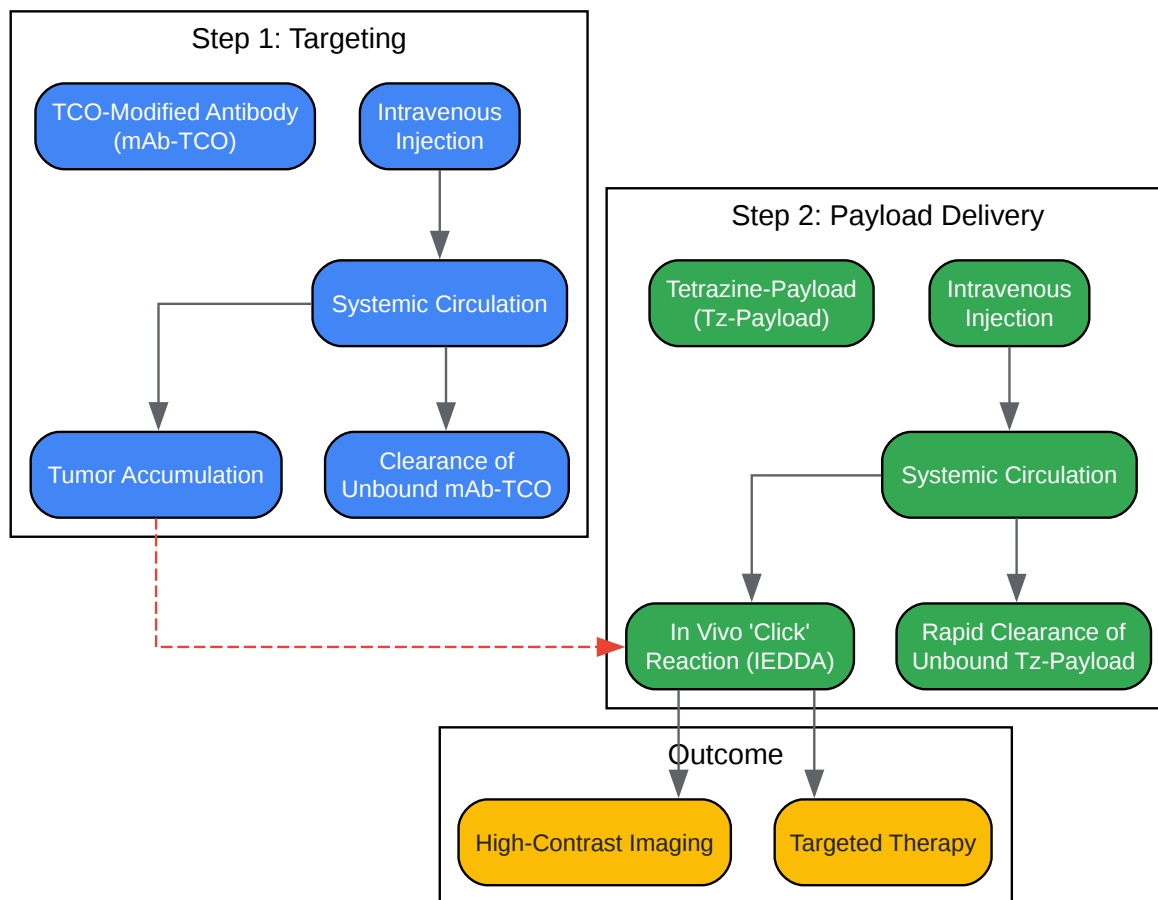 Step 1: Targeting
TCO-Modified Antibody
(mAb-TCO)
Intravenous
Injection
Systemic Circulation
Tumor Accumulation
Clearance of
Unbound mAb-TCO
Step 2: Payload Delivery
Tetrazine-Payload
(Tz-Payload)
Intravenous
Injection
Systemic Circulation
In Vivo 'Click'
Reaction (IEDDA)
Rapid Clearance of
Unbound Tz-Payload
Outcome
High-Contrast Imaging
Targeted Therapy